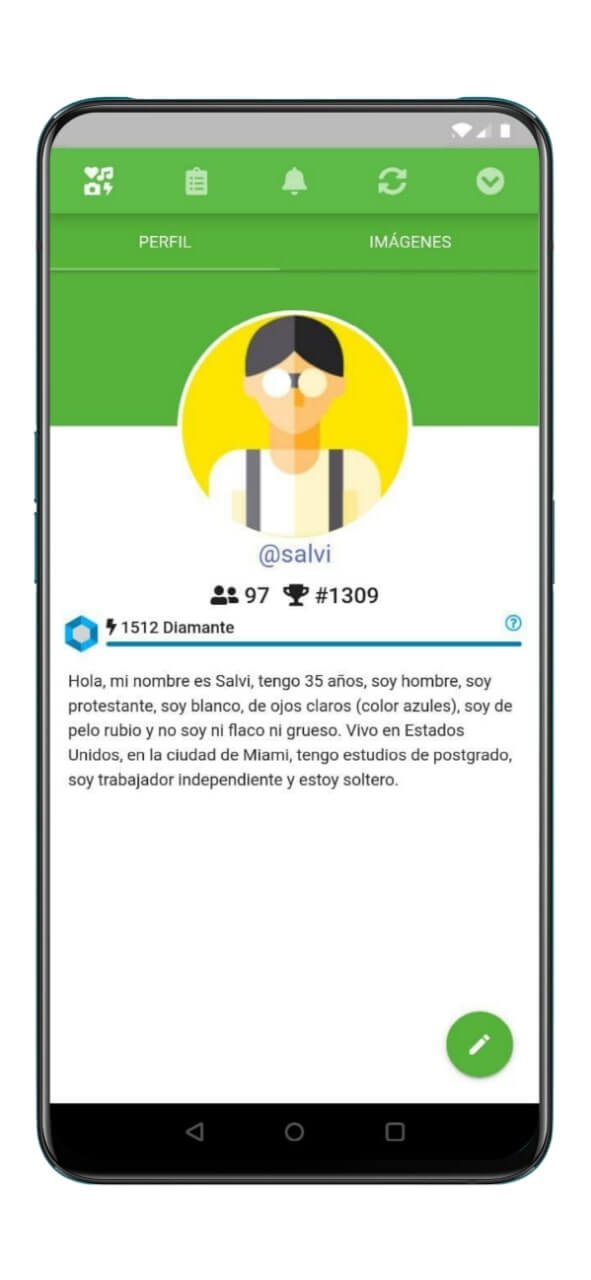 PERFIL IMÁGENES
@salvi
97 #1309
1512 Diamante
Hola, mi nombre es Salvi, tengo 35 años, soy hombre, soy
protestante, soy blanco, de ojos claros (color azules), soy de
pelo rubio y no soy ni flaco ni grueso. Vivo en Estados
Unidos, en la ciudad de Miami, tengo estudios de postgrado,
soy trabajador independiente y estoy soltero.